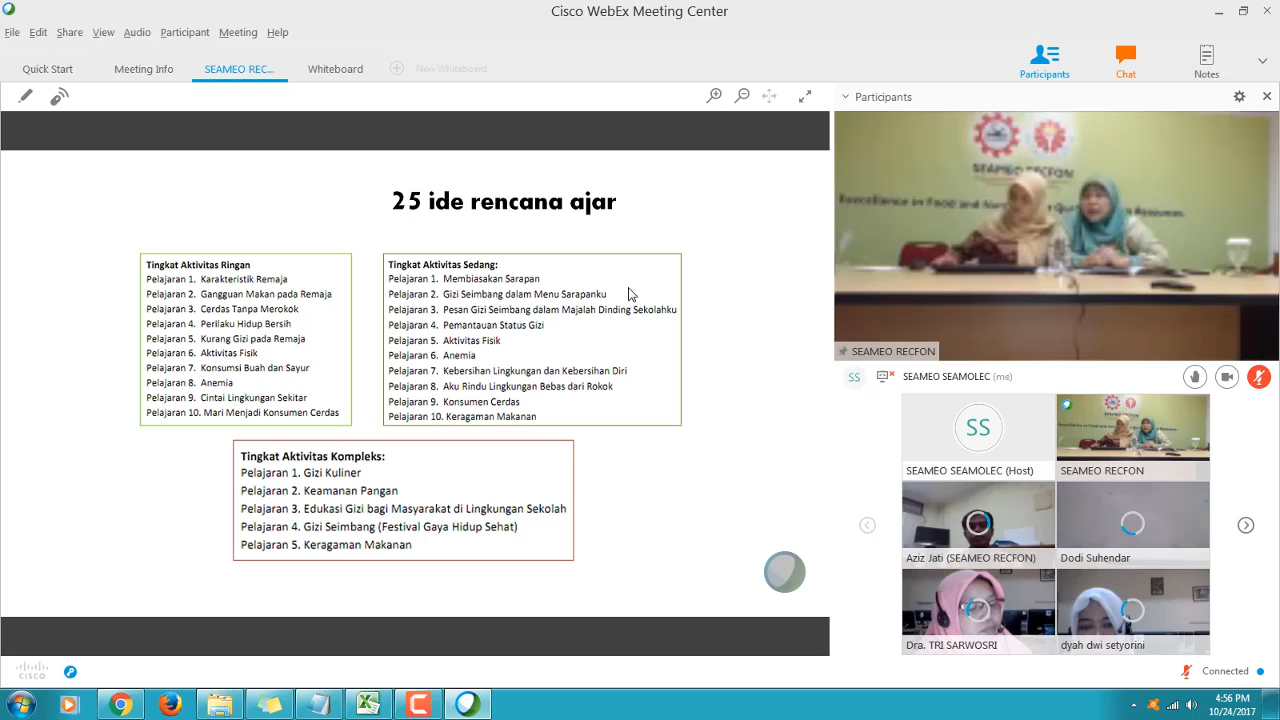 Cisco WebEx Meeting Center
File Edit Share View Audio Participant Meeting Help
Quick Start Meeting Info SEAMEO REC... Whiteboard New Whiteboard
Participants Chat Notes
Participants
25 ide rencana ajar
Tingkat Aktivitas Ringan
Pelajaran 1. Karakteristik Remaja
Pelajaran 2. Gangguan Makan pada Remaja
Pelajaran 3. Cerdas Tanpa Merokok
Pelajaran 4. Perilaku Hidup Bersih
Pelajaran 5. Kurang Gizi pada Remaja
Pelajaran 6. Aktivitas Fisik
Pelajaran 7. Konsumsi Buah dan Sayur
Pelajaran 8. Anemia
Pelajaran 9. Cintai Lingkungan Sekitar
Pelajaran 10. Mari Menjadi Konsumen Cerdas
Tingkat Aktivitas Sedang:
Pelajaran 1. Membiasakan Sarapan
Pelajaran 2. Gizi Seimbang dalam Menu Sarapanku
Pelajaran 3. Pesan Gizi Seimbang dalam Majalah Dinding Sekolahku
Pelajaran 4. Pemantauan Status Gizi
Pelajaran 5. Aktivitas Fisik
Pelajaran 6. Anemia
Pelajaran 7. Kebersihan Lingkungan dan Kebersihan Diri
Pelajaran 8. Aku Rindu Lingkungan Bebas dari Rokok
Pelajaran 9. Konsumen Cerdas
Pelajaran 10. Keragaman Makanan
Tingkat Aktivitas Kompleks:
Pelajaran 1. Gizi Kuliner
Pelajaran 2. Keamanan Pangan
Pelajaran 3. Edukasi Gizi bagi Masyarakat di Lingkungan Sekolah
Pelajaran 4. Gizi Seimbang (Festival Gaya Hidup Sehat)
Pelajaran 5. Keragaman Makanan
SEAMEO RECFON
Excellence in Food and
Resources.
SEAMEO RECFON
SS SEAMEO SEAMOLEC (me)
SS
SEAMEO SEAMOLEC (Host)
SEAMEO RECFON
Aziz Jati (SEAMEO RECFON)
Dodi Suhendar
Dra. TRI SARWOSRI
dyah dwi setyorini
cisco
Connected
4:56 PM
10/24/2017